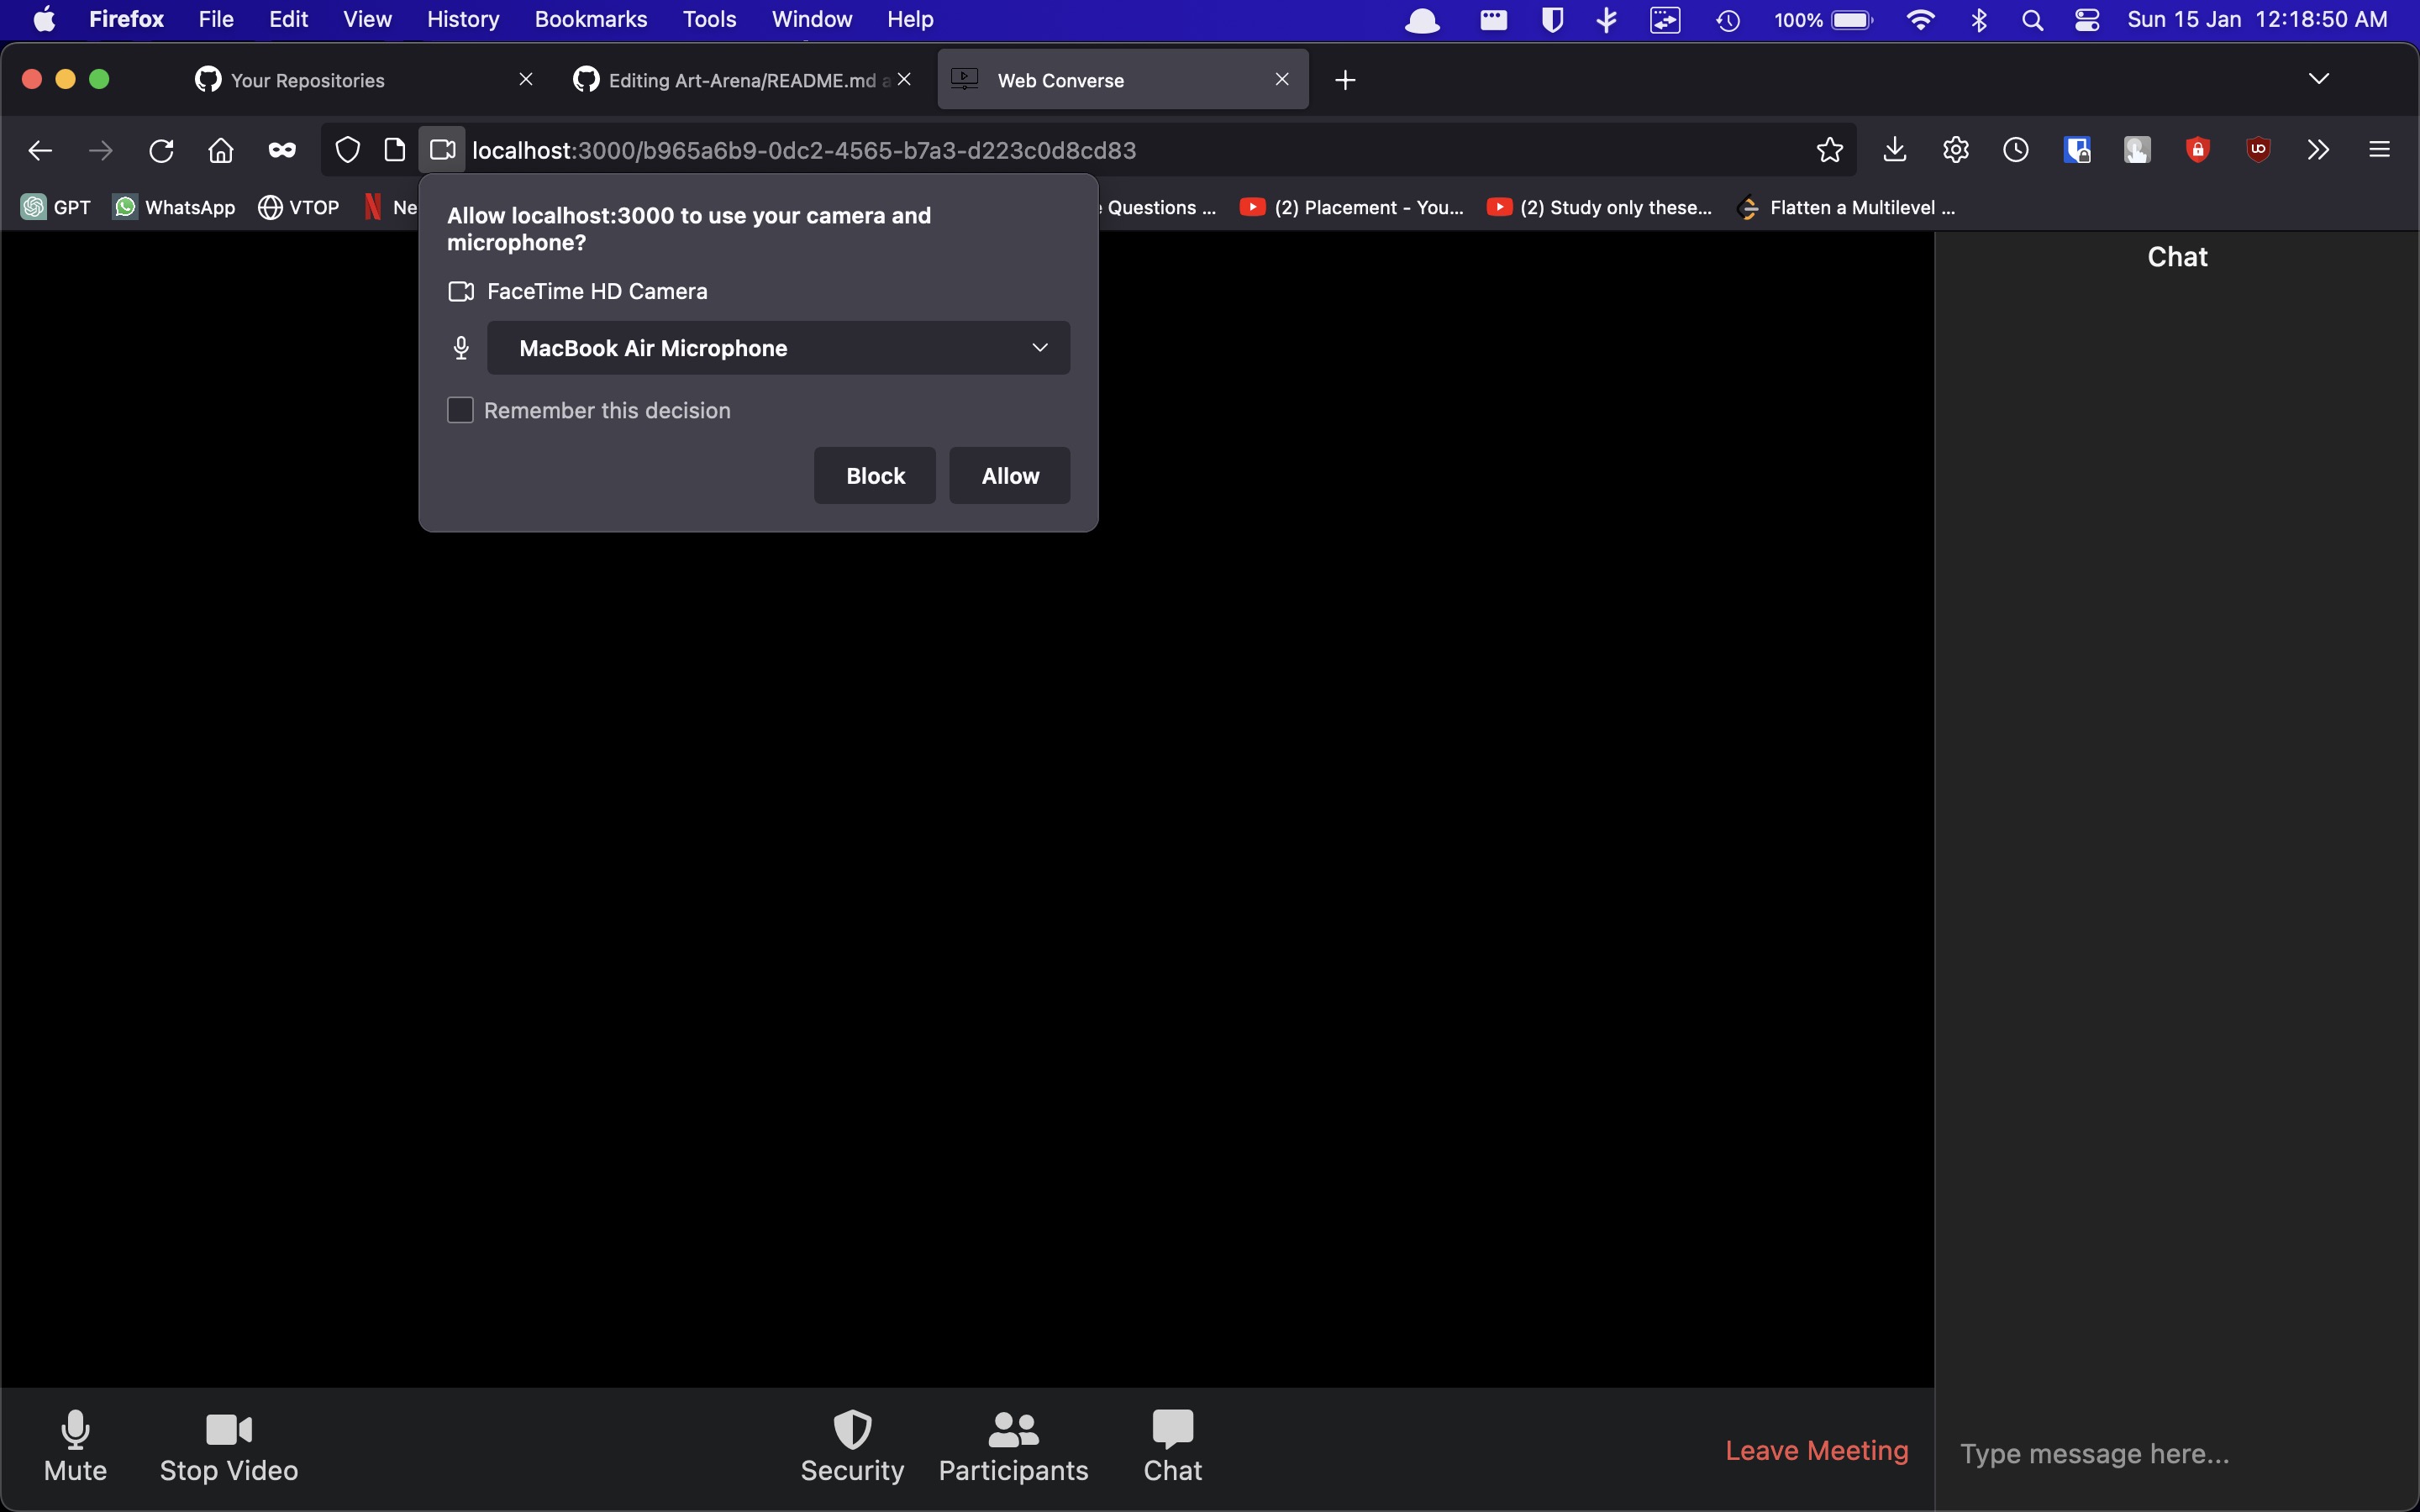 Firefox File Edit View History Bookmarks Tools Window Help 100% Sun 15 Jan 12:18:50 AM
Your Repositories Editing Art-Arena/README.md a Web Converse
localhost:3000/b965a6b9-0dc2-4565-b7a3-d223c0d8cd83
GPT WhatsApp VTOP Ne Questions ... (2) Placement - You... (2) Study only these... Flatten a Multilevel ...
Allow localhost:3000 to use your camera and
microphone?
FaceTime HD Camera
MacBook Air Microphone
Remember this decision
Block Allow
Chat
Mute Stop Video Security Participants Chat Leave Meeting
Type message here...